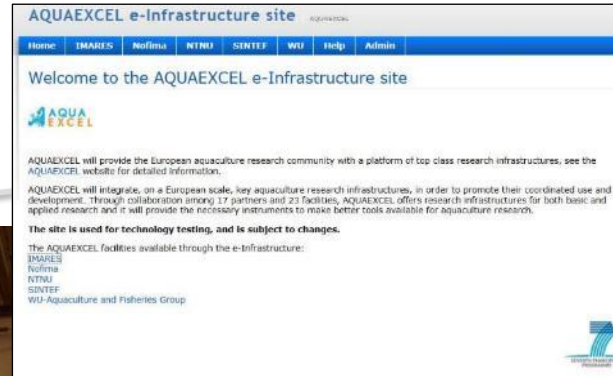 AQUAEXCEL e-Infrastructure site AQUAEXCEL
Home IMARES Nofima NTNU SINTEF WU Help Admin
Welcome to the AQUAEXCEL e-Infrastructure site
AQUA
EXCEL
AQUAEXCEL will provide the European aquaculture research community with a platform of top class research infrastructures, see the
AQUAEXCEL website for detailed information.
AQUAEXCEL will integrate, on a European scale, key aquaculture research infrastructures, in order to promote their coordinated use and
development. Through collaboration among 17 partners and 23 facilities, AQUAEXCEL offers research infrastructures for both basic and
applied research and it will provide the necessary instruments to make better tools available for aquaculture research.
The site is used for technology testing, and is subject to changes.
The AQUAEXCEL facilities available through the e-Infrastructure:
IMARES
Nofima
NTNU
SINTEF
WU-Aquaculture and Fisheries Group
SEVENTH FRAMEWORK
PROGRAMME